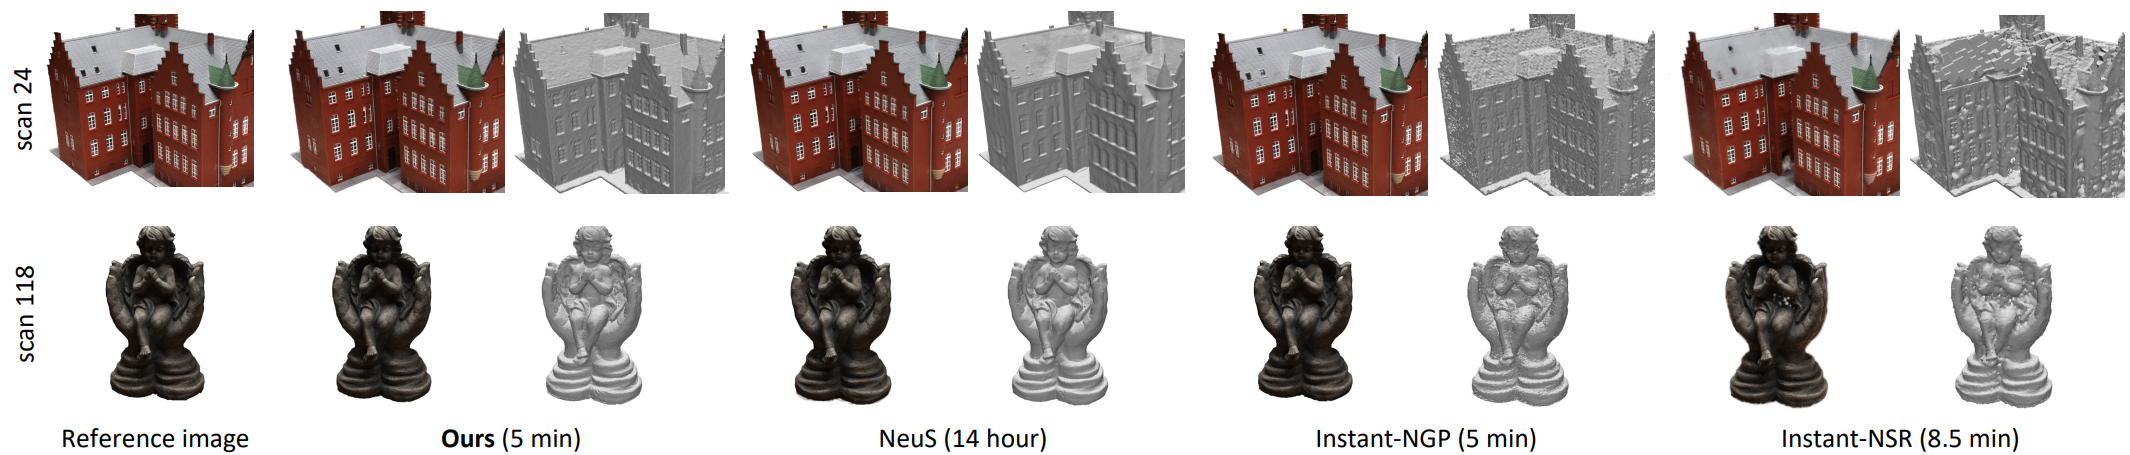 scan 24
scan 118
Reference image
Ours (5 min)
NeuS (14 hour)
Instant-NGP (5 min)
Instant-NSR (8.5 min)